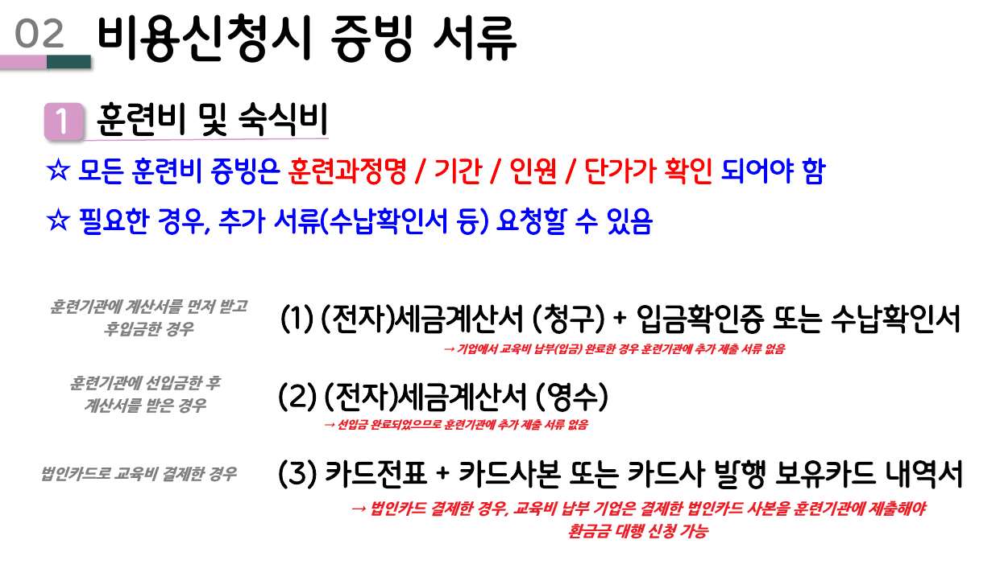 02 비용신청시 증빙 서류
1 훈련비 및 숙식비
☆ 모든 훈련비 증빙은 훈련과정명 / 기간 / 인원 / 단가가 확인 되어야 함
☆ 필요한 경우, 추가 서류(수납확인서 등) 요청할 수 있음
훈련기관에 계산서를 먼저 받고
후입금한 경우
(1) (전자)세금계산서 (청구) + 입금확인증 또는 수납확인서
→ 기업에서 교육비 납부(입금) 완료한 경우 훈련기관에 추가 제출 서류 없음
훈련기관에 선입금한 후
계산서를 받은 경우
(2) (전자)세금계산서 (영수)
→ 선입금 완료되었으므로 훈련기관에 추가 제출 서류 없음
법인카드로 교육비 결제한 경우
(3) 카드전표 + 카드사본 또는 카드사 발행 보유카드 내역서
→ 법인카드 결제한 경우, 교육비 납부 기업은 결제한 법인카드 사본을 훈련기관에 제출해야
환급금 대행 신청 가능